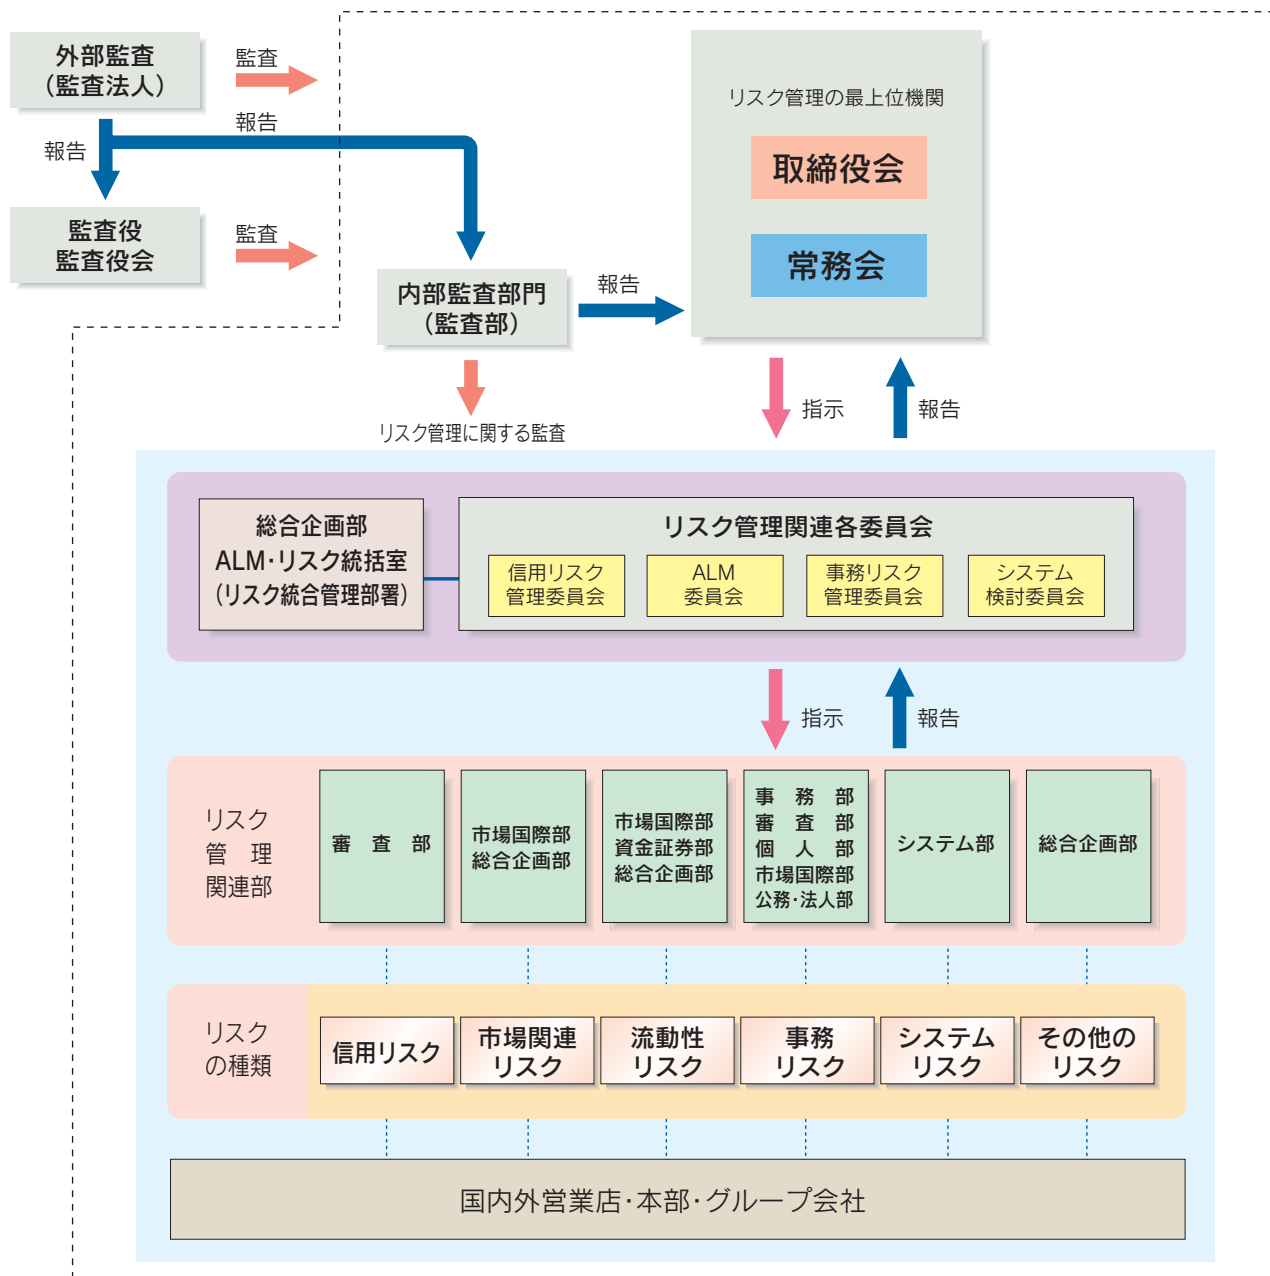 外部監査
（監査法人）
監査
報告
報告
監査役
監査役会
監査
内部監査部門
（監査部）
報告
リスク管理の最上位機関
取締役会
常務会
リスク管理に関する監査
指示
報告
総合企画部
ALM・リスク統括室
（リスク統合管理部署）
リスク管理関連各委員会
信用リスク
管理委員会
ALM
委員会
事務リスク
管理委員会
システム
検討委員会
指示
報告
リスク
管　理
関連部
審　査　部
市場国際部
総合企画部
市場国際部
資金証券部
総合企画部
事　務　部
審　査　部
個　人　部
市場国際部
公務・法人部
システム部
総合企画部
リスク
の種類
信用リスク
市場関連
リスク
流動性
リスク
事務
リスク
システム
リスク
その他の
リスク
国内外営業店・本部・グループ会社